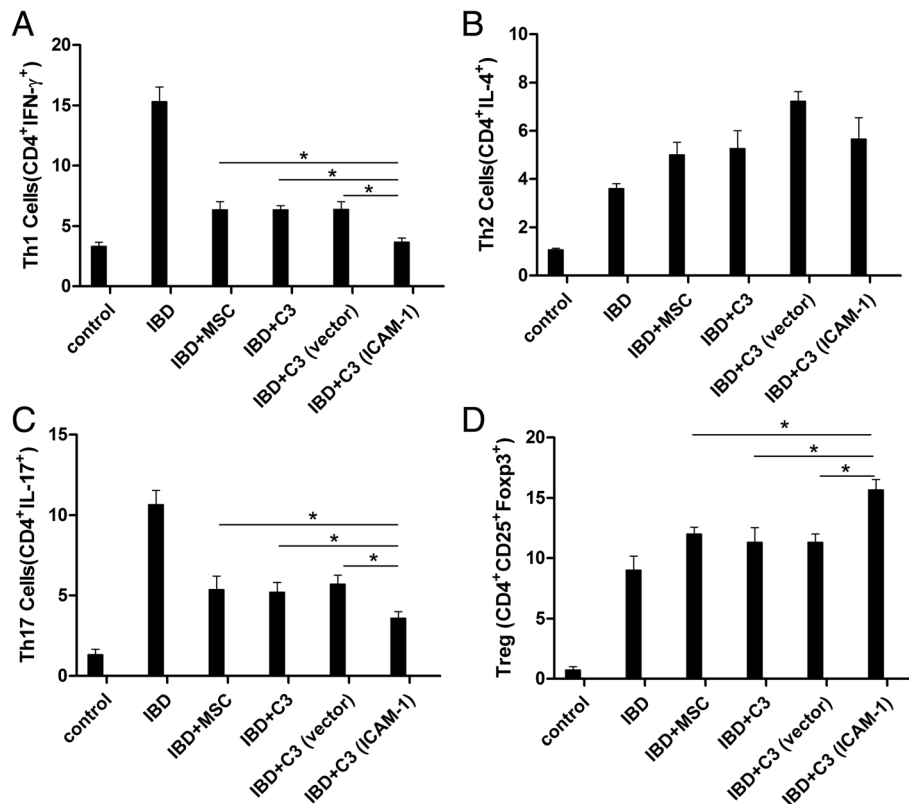 A
Th1 Cells(CD4⁺IFN-γ⁺)
20
15
10
5
0
*
*
*
control
IBD
IBD+MSC
IBD+C3
IBD+C3 (vector)
IBD+C3 (ICAM-1)
B
Th2 Cells(CD4⁺IL-4⁺)
10
8
6
4
2
0
control
IBD
IBD+MSC
IBD+C3
IBD+C3 (vector)
IBD+C3 (ICAM-1)
C
Th17 Cells(CD4⁺IL-17⁺)
15
10
5
0
*
*
*
control
IBD
IBD+MSC
IBD+C3
IBD+C3 (vector)
IBD+C3 (ICAM-1)
D
Treg (CD4⁺CD25⁺Foxp3⁺)
20
15
10
5
0
*
*
*
control
IBD
IBD+MSC
IBD+C3
IBD+C3 (vector)
IBD+C3 (ICAM-1)